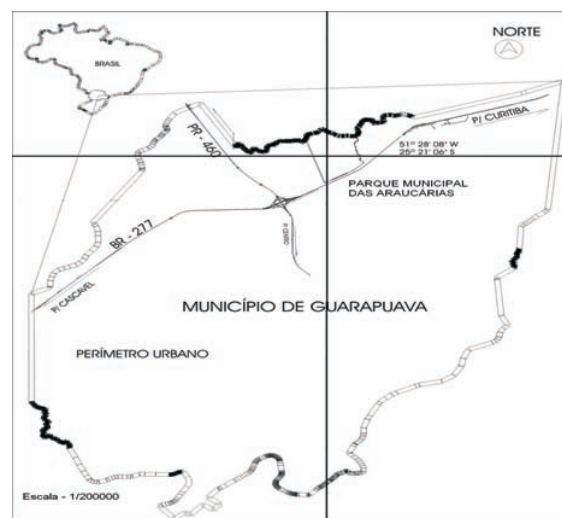 NORTE
BRASIL
P/ CURITIBA
PR - 460
51º 28' 08" W
25º 21' 06" S
PARQUE MUNICIPAL
DAS ARAUCÁRIAS
BR - 277
P/ CENTRO
P/ CASCAVEL
MUNICÍPIO DE GUARAPUAVA
PERÍMETRO URBANO
Escala - 1/200000